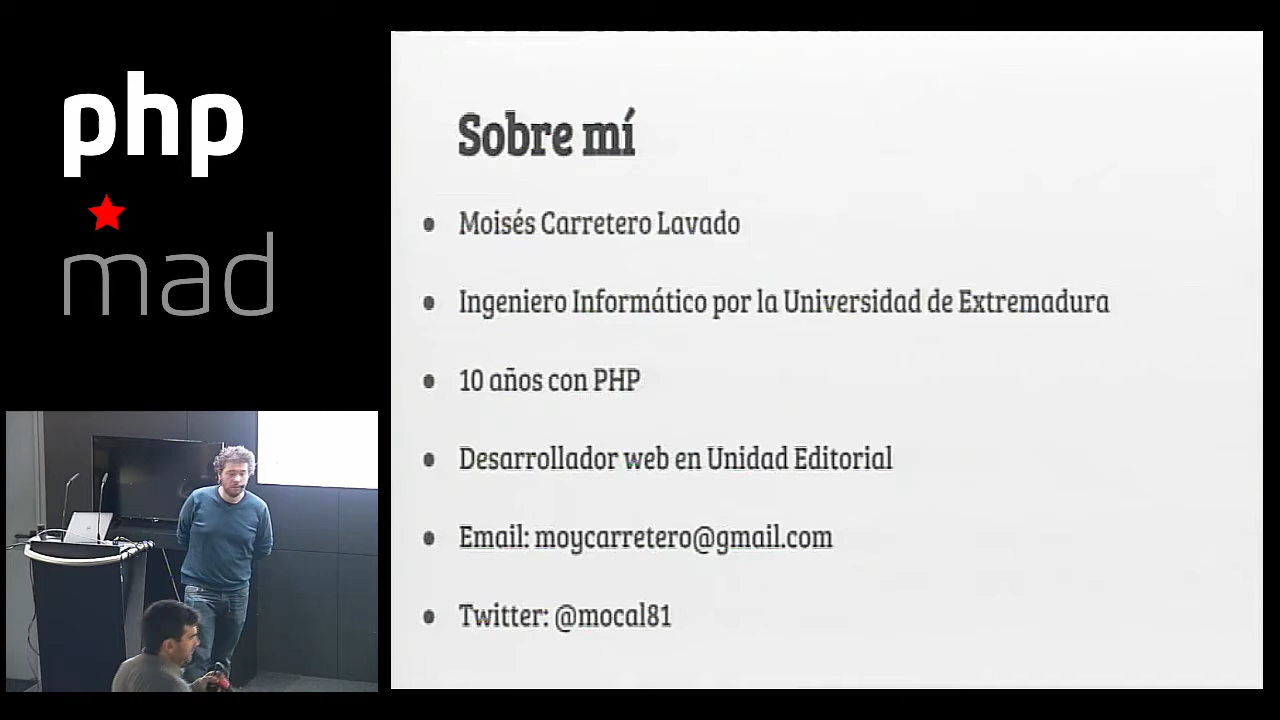 php
mad
Sobre mí
Moisés Carretero Lavado
Ingeniero Informático por la Universidad de Extremadura
10 años con PHP
Desarrollador web en Unidad Editorial
Email: moycarretero@gmail.com
Twitter: @mocal81